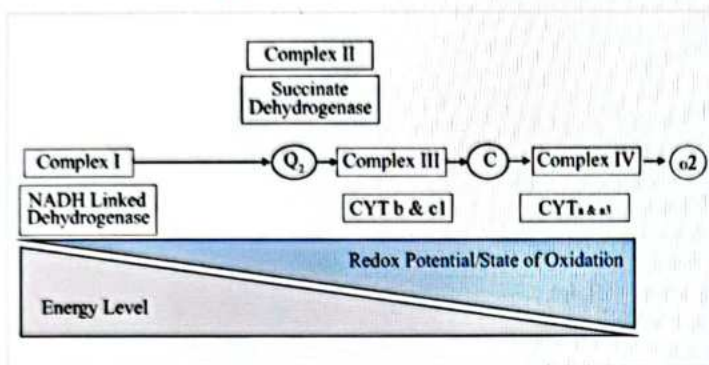 Complex II
Succinate
Dehydrogenase
Complex I
Q2
Complex III
C
Complex IV
o2
NADH Linked
Dehydrogenase
CYT b & c1
CYTa & a3
Redox Potential/State of Oxidation
Energy Level